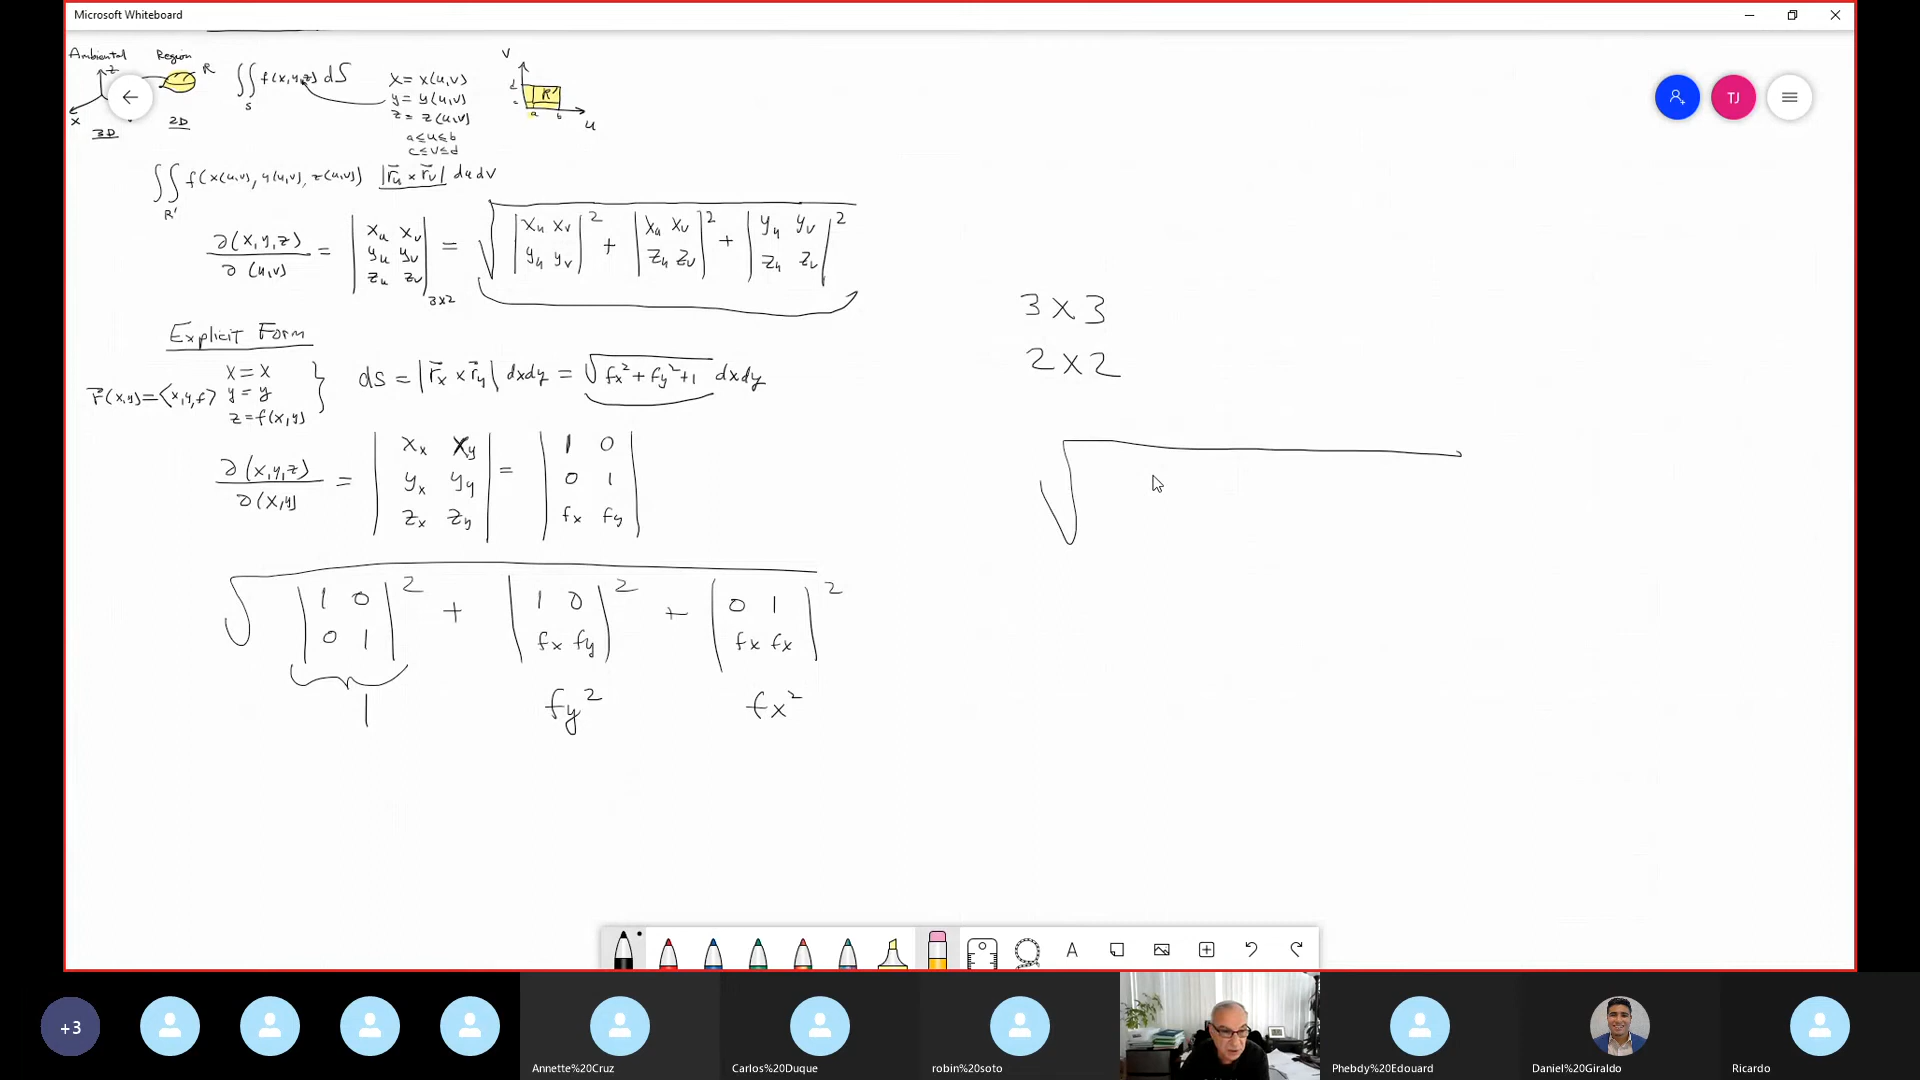 Microsoft Whiteboard
Ambiental Region
z R
x
3D 2D
∬ f(x,y,z) dS
S
x = x(u,v)
y = y(u,v)
z = z(u,v)
a ≤ u ≤ b
c ≤ v ≤ d
v
d R'
c
a b u
∬ f(x(u,v), y(u,v), z(u,v)) |r⃗u × r⃗v| du dv
R'
∂(x,y,z) / ∂(u,v) = | xu xv ; yu yv ; zu zv | 3x2 = √ | xu xv ; yu yv |² + | xu xv ; zu zv |² + | yu yv ; zu zv |²
Explicit Form
x = x
r⃗(x,y) = <x,y,f> y = y
z = f(x,y)
ds = |r⃗x × r⃗y| dxdy = √ fx² + fy² + 1 dxdy
∂(x,y,z) / ∂(x,y) = | xx xy ; yx yy ; zx zy | = | 1 0 ; 0 1 ; fx fy |
√ | 1 0 ; 0 1 |² + | 1 0 ; fx fy |² + | 0 1 ; fx fx |²
1 fy² fx²
3 x 3
2 x 2
√
TJ
A
+3
Annette%20Cruz
Carlos%20Duque
robin%20soto
Phebdy%20Edouard
Daniel%20Giraldo
Ricardo